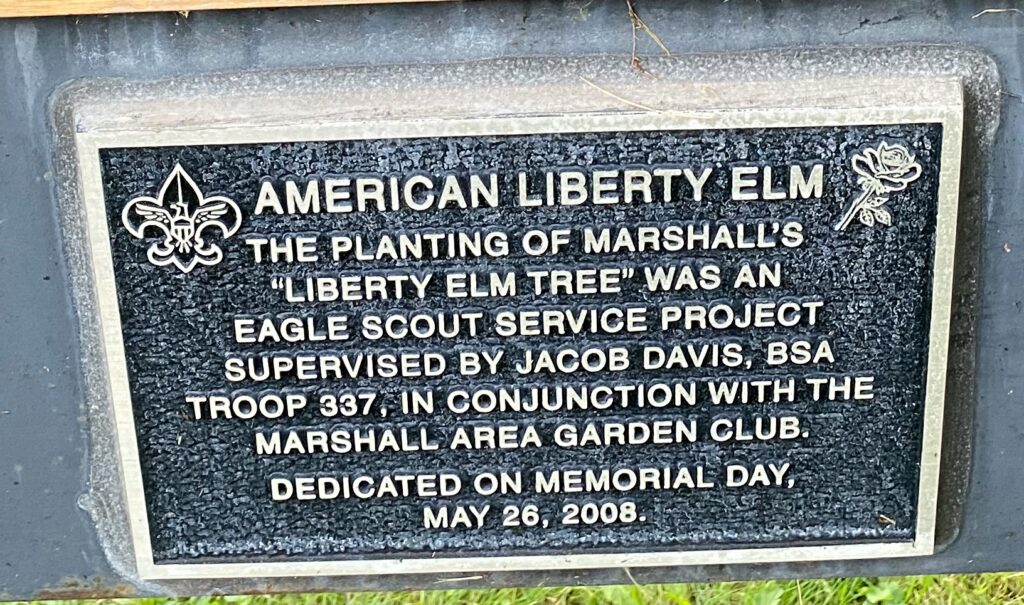 AMERICAN LIBERTY ELM
THE PLANTING OF MARSHALL'S
"LIBERTY ELM TREE" WAS AN
EAGLE SCOUT SERVICE PROJECT
SUPERVISED BY JACOB DAVIS, BSA
TROOP 337, IN CONJUNCTION WITH THE
MARSHALL AREA GARDEN CLUB.
DEDICATED ON MEMORIAL DAY,
MAY 26, 2008.